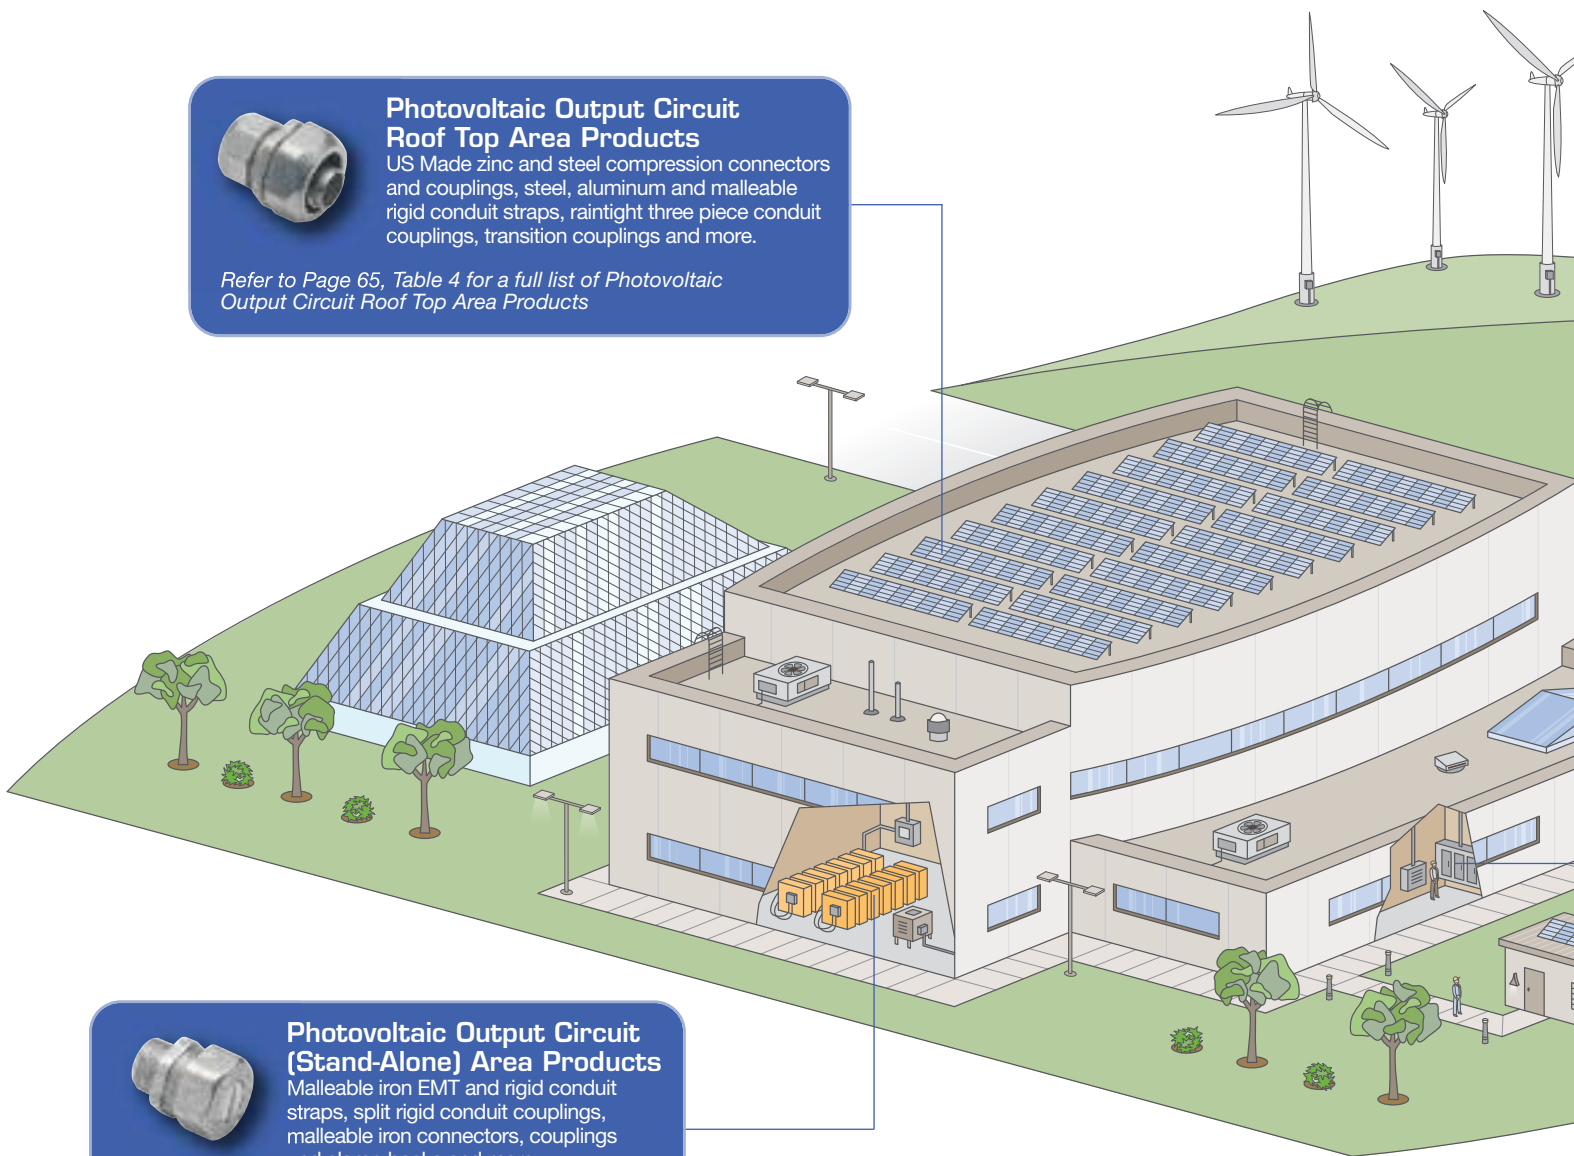 Photovoltaic Output Circuit
Roof Top Area Products
US Made zinc and steel compression connectors
and couplings, steel, aluminum and malleable
rigid conduit straps, raintight three piece conduit
couplings, transition couplings and more.
Refer to Page 65, Table 4 for a full list of Photovoltaic
Output Circuit Roof Top Area Products
Photovoltaic Output Circuit
(Stand-Alone) Area Products
Malleable iron EMT and rigid conduit
straps, split rigid conduit couplings,
malleable iron connectors, couplings